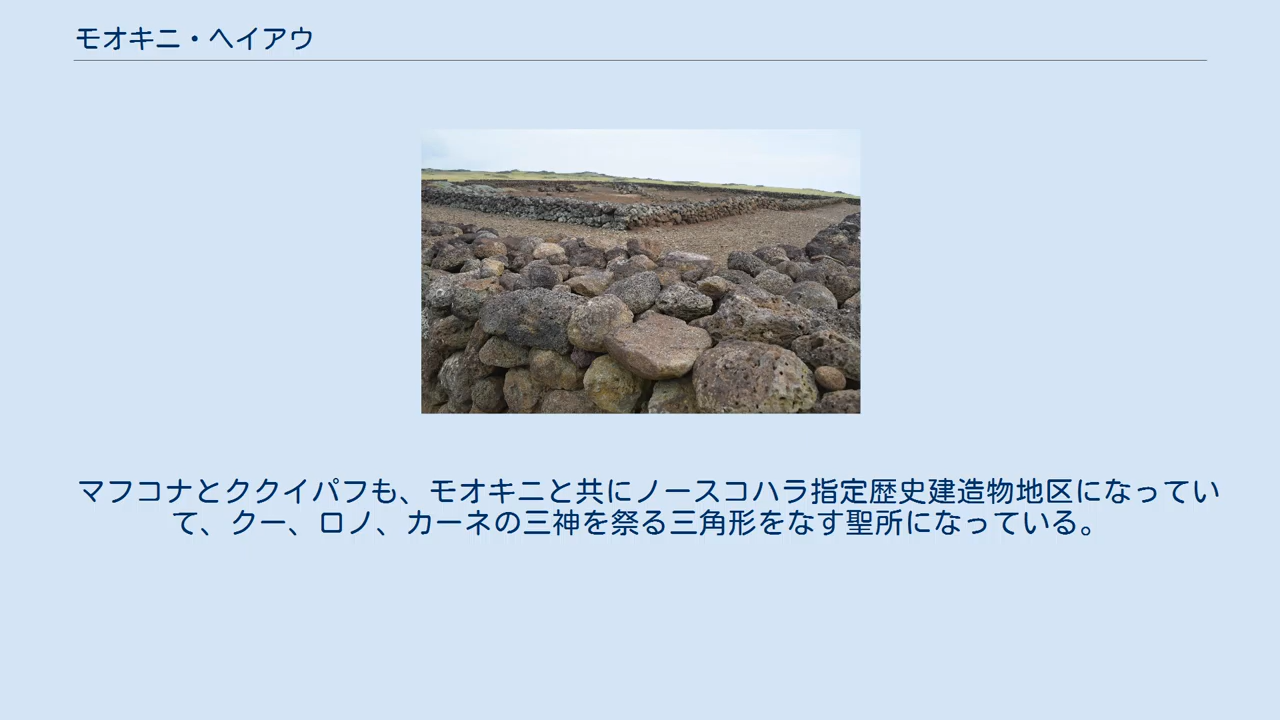 モオキニ・ヘイアウ
マフコナとククイパフも、モオキニと共にノースコハラ指定歴史建造物地区になってい
て、クー、ロノ、カーネの三神を祭る三角形をなす聖所になっている。